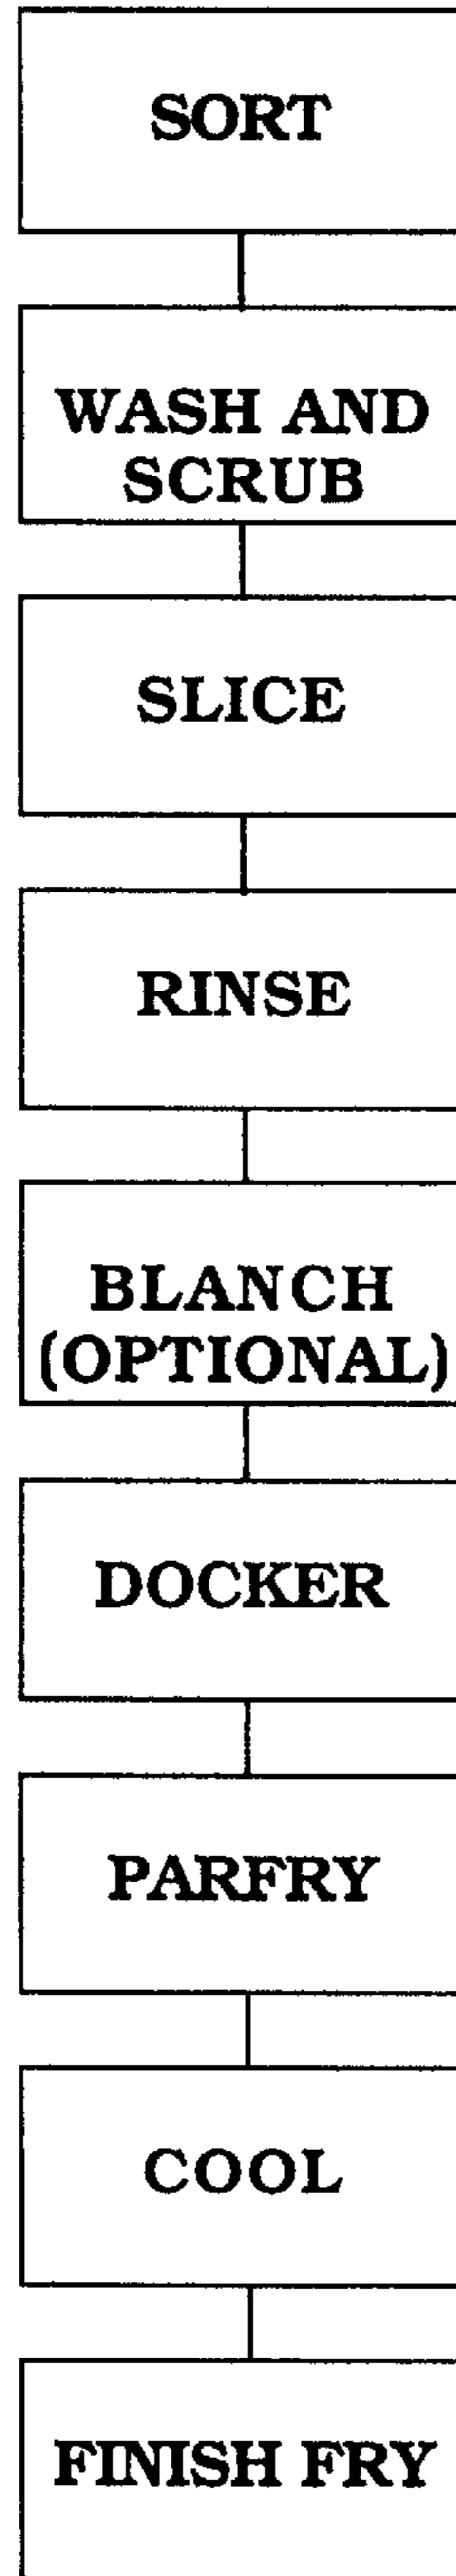 SORT
WASH AND
SCRUB
SLICE
RINSE
BLANCH
(OPTIONAL)
DOCKER
PARFRY
COOL
FINISH FRY